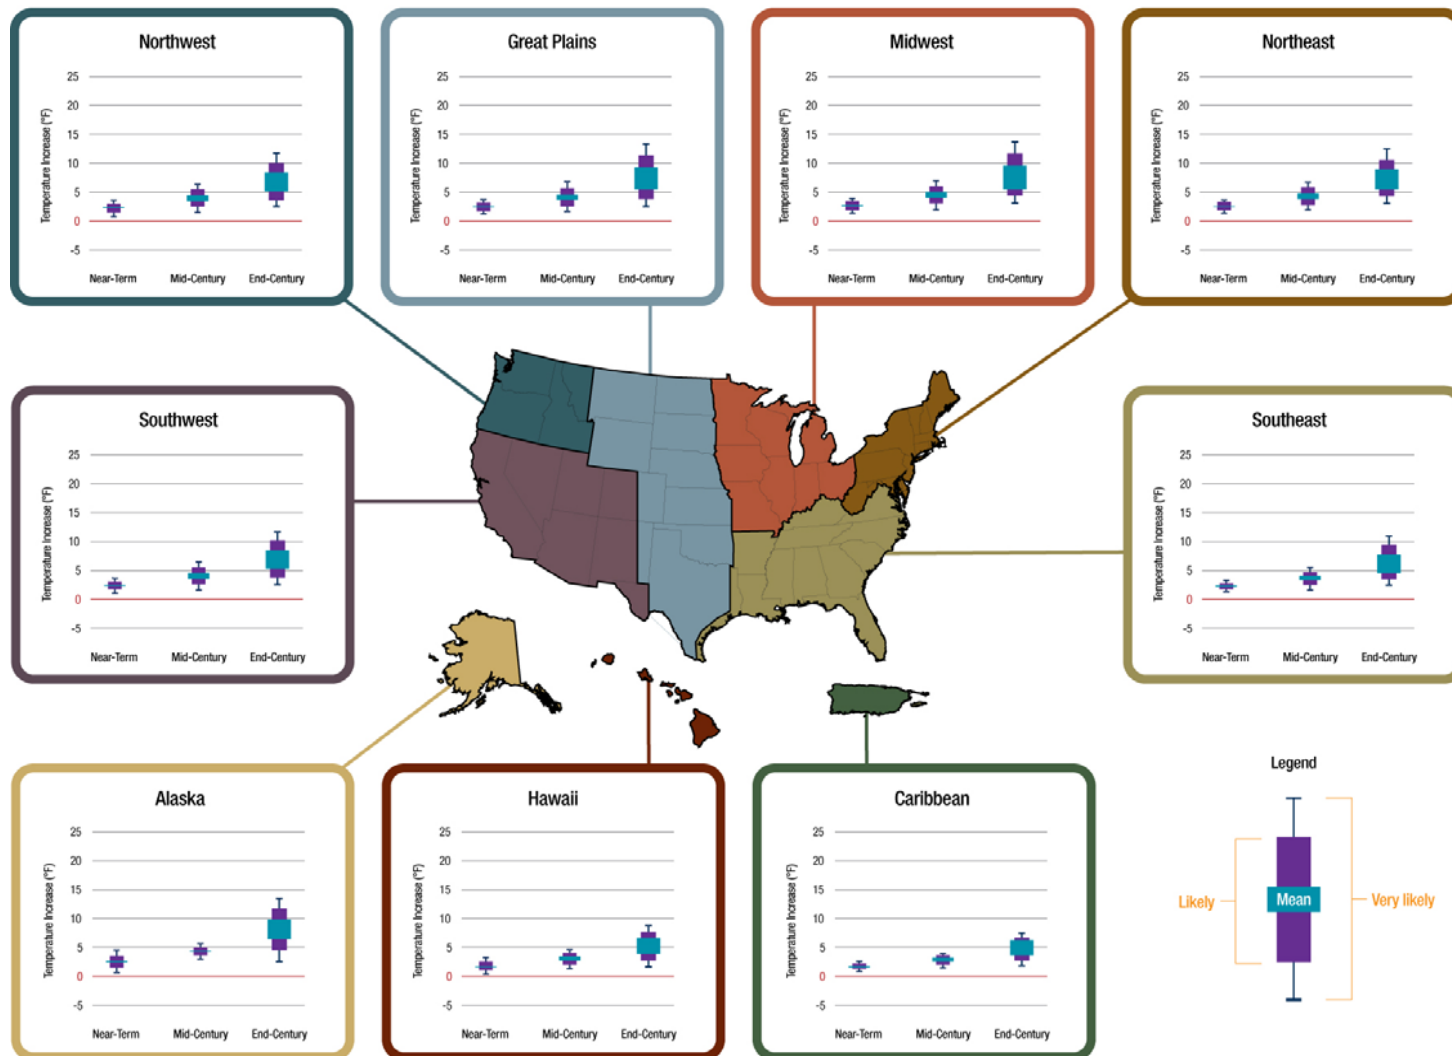 Northwest
25
20
15
10
5
0
-5
Temperature Increase (°F)
Near-Term Mid-Century End-Century
Great Plains
25
20
15
10
5
0
-5
Temperature Increase (°F)
Near-Term Mid-Century End-Century
Midwest
25
20
15
10
5
0
-5
Temperature Increase (°F)
Near-Term Mid-Century End-Century
Northeast
25
20
15
10
5
0
-5
Temperature Increase (°F)
Near-Term Mid-Century End-Century
Southwest
25
20
15
10
5
0
-5
Temperature Increase (°F)
Near-Term Mid-Century End-Century
Southeast
25
20
15
10
5
0
-5
Temperature Increase (°F)
Near-Term Mid-Century End-Century
Alaska
25
20
15
10
5
0
-5
Temperature Increase (°F)
Near-Term Mid-Century End-Century
Hawaii
25
20
15
10
5
0
-5
Temperature Increase (°F)
Near-Term Mid-Century End-Century
Caribbean
25
20
15
10
5
0
-5
Temperature Increase (°F)
Near-Term Mid-Century End-Century
Legend
Likely Mean Very likely